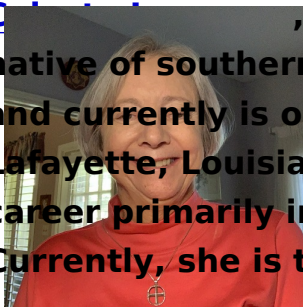 ,
native of southern
and currently is o
Lafayette, Louisia
career primarily in
Currently, she is t